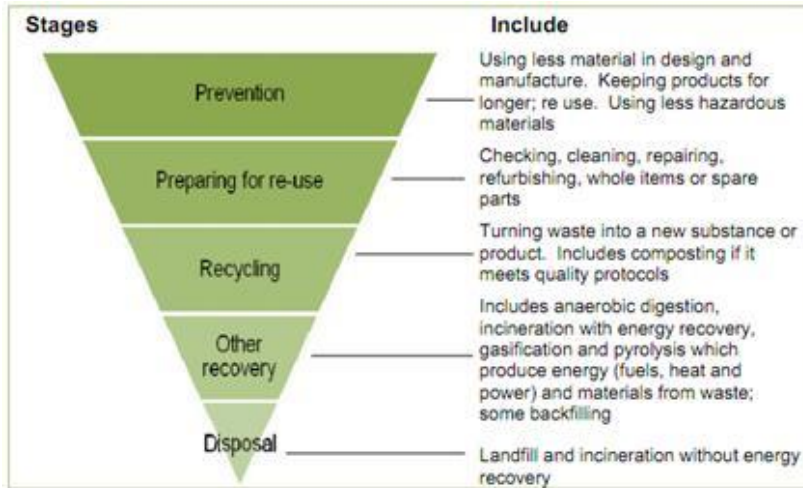 Stages
Include
Prevention
Using less material in design and
manufacture. Keeping products for
longer; re use. Using less hazardous
materials
Preparing for re-use
Checking, cleaning, repairing,
refurbishing, whole items or spare
parts
Recycling
Turning waste into a new substance or
product. Includes composting if it
meets quality protocols
Other
recovery
Includes anaerobic digestion,
incineration with energy recovery,
gasification and pyrolysis which
produce energy (fuels, heat and
power) and materials from waste;
some backfilling
Disposal
Landfill and incineration without energy
recovery